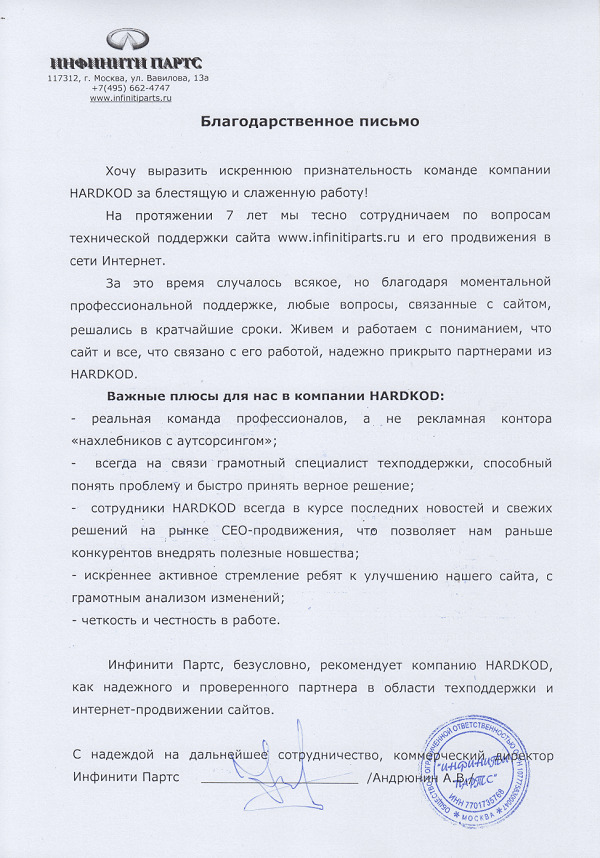 ИНФИНИТИ ПАРТС
117312, г. Москва, ул. Вавилова, 13а
+7(495) 662-4747
www.infinitiparts.ru
Благодарственное письмо
Хочу выразить искреннюю признательность команде компании
HARDKOD за блестящую и слаженную работу!
На протяжении 7 лет мы тесно сотрудничаем по вопросам
технической поддержки сайта www.infinitiparts.ru и его продвижения в
сети Интернет.
За это время случалось всякое, но благодаря моментальной
профессиональной поддержке, любые вопросы, связанные с сайтом,
решались в кратчайшие сроки. Живем и работаем с пониманием, что
сайт и все, что связано с его работой, надежно прикрыто партнерами из
HARDKOD.
Важные плюсы для нас в компании HARDKOD:
- реальная команда профессионалов, а не рекламная контора
«нахлебников с аутсорсингом»;
- всегда на связи грамотный специалист техподдержки, способный
понять проблему и быстро принять верное решение;
- сотрудники HARDKOD всегда в курсе последних новостей и свежих
решений на рынке СЕО-продвижения, что позволяет нам раньше
конкурентов внедрять полезные новшества;
- искреннее активное стремление ребят к улучшению нашего сайта, с
грамотным анализом изменений;
- четкость и честность в работе.
Инфинити Партс, безусловно, рекомендует компанию HARDKOD,
как надежного и проверенного партнера в области техподдержки и
интернет-продвижении сайтов.
С надеждой на дальнейшее сотрудничество, коммерческий директор
Инфинити Партс ____________________ /Андрюнин А.В./
ОБЩЕСТВО С ОГРАНИЧЕННОЙ ОТВЕТСТВЕННОСТЬЮ
"ИНФИНИТИ
ПАРТС"
ИНН 7701735768
* МОСКВА *